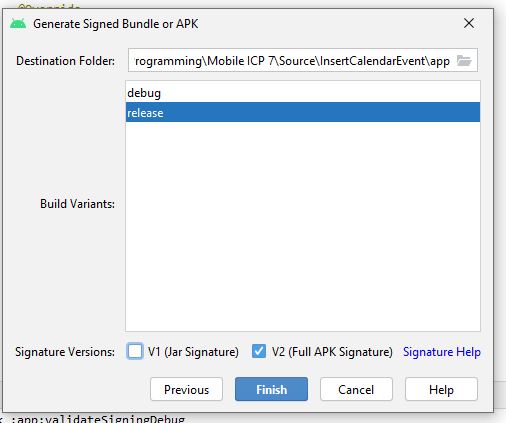 @Override
Generate Signed Bundle or APK
Destination Folder: rogramming\Mobile ICP 7\Source\InsertCalendarEvent\app
debug
release
Build Variants:
Signature Versions: V1 (Jar Signature) V2 (Full APK Signature) Signature Help
Previous Finish Cancel Help
:app:validateSigningDebug